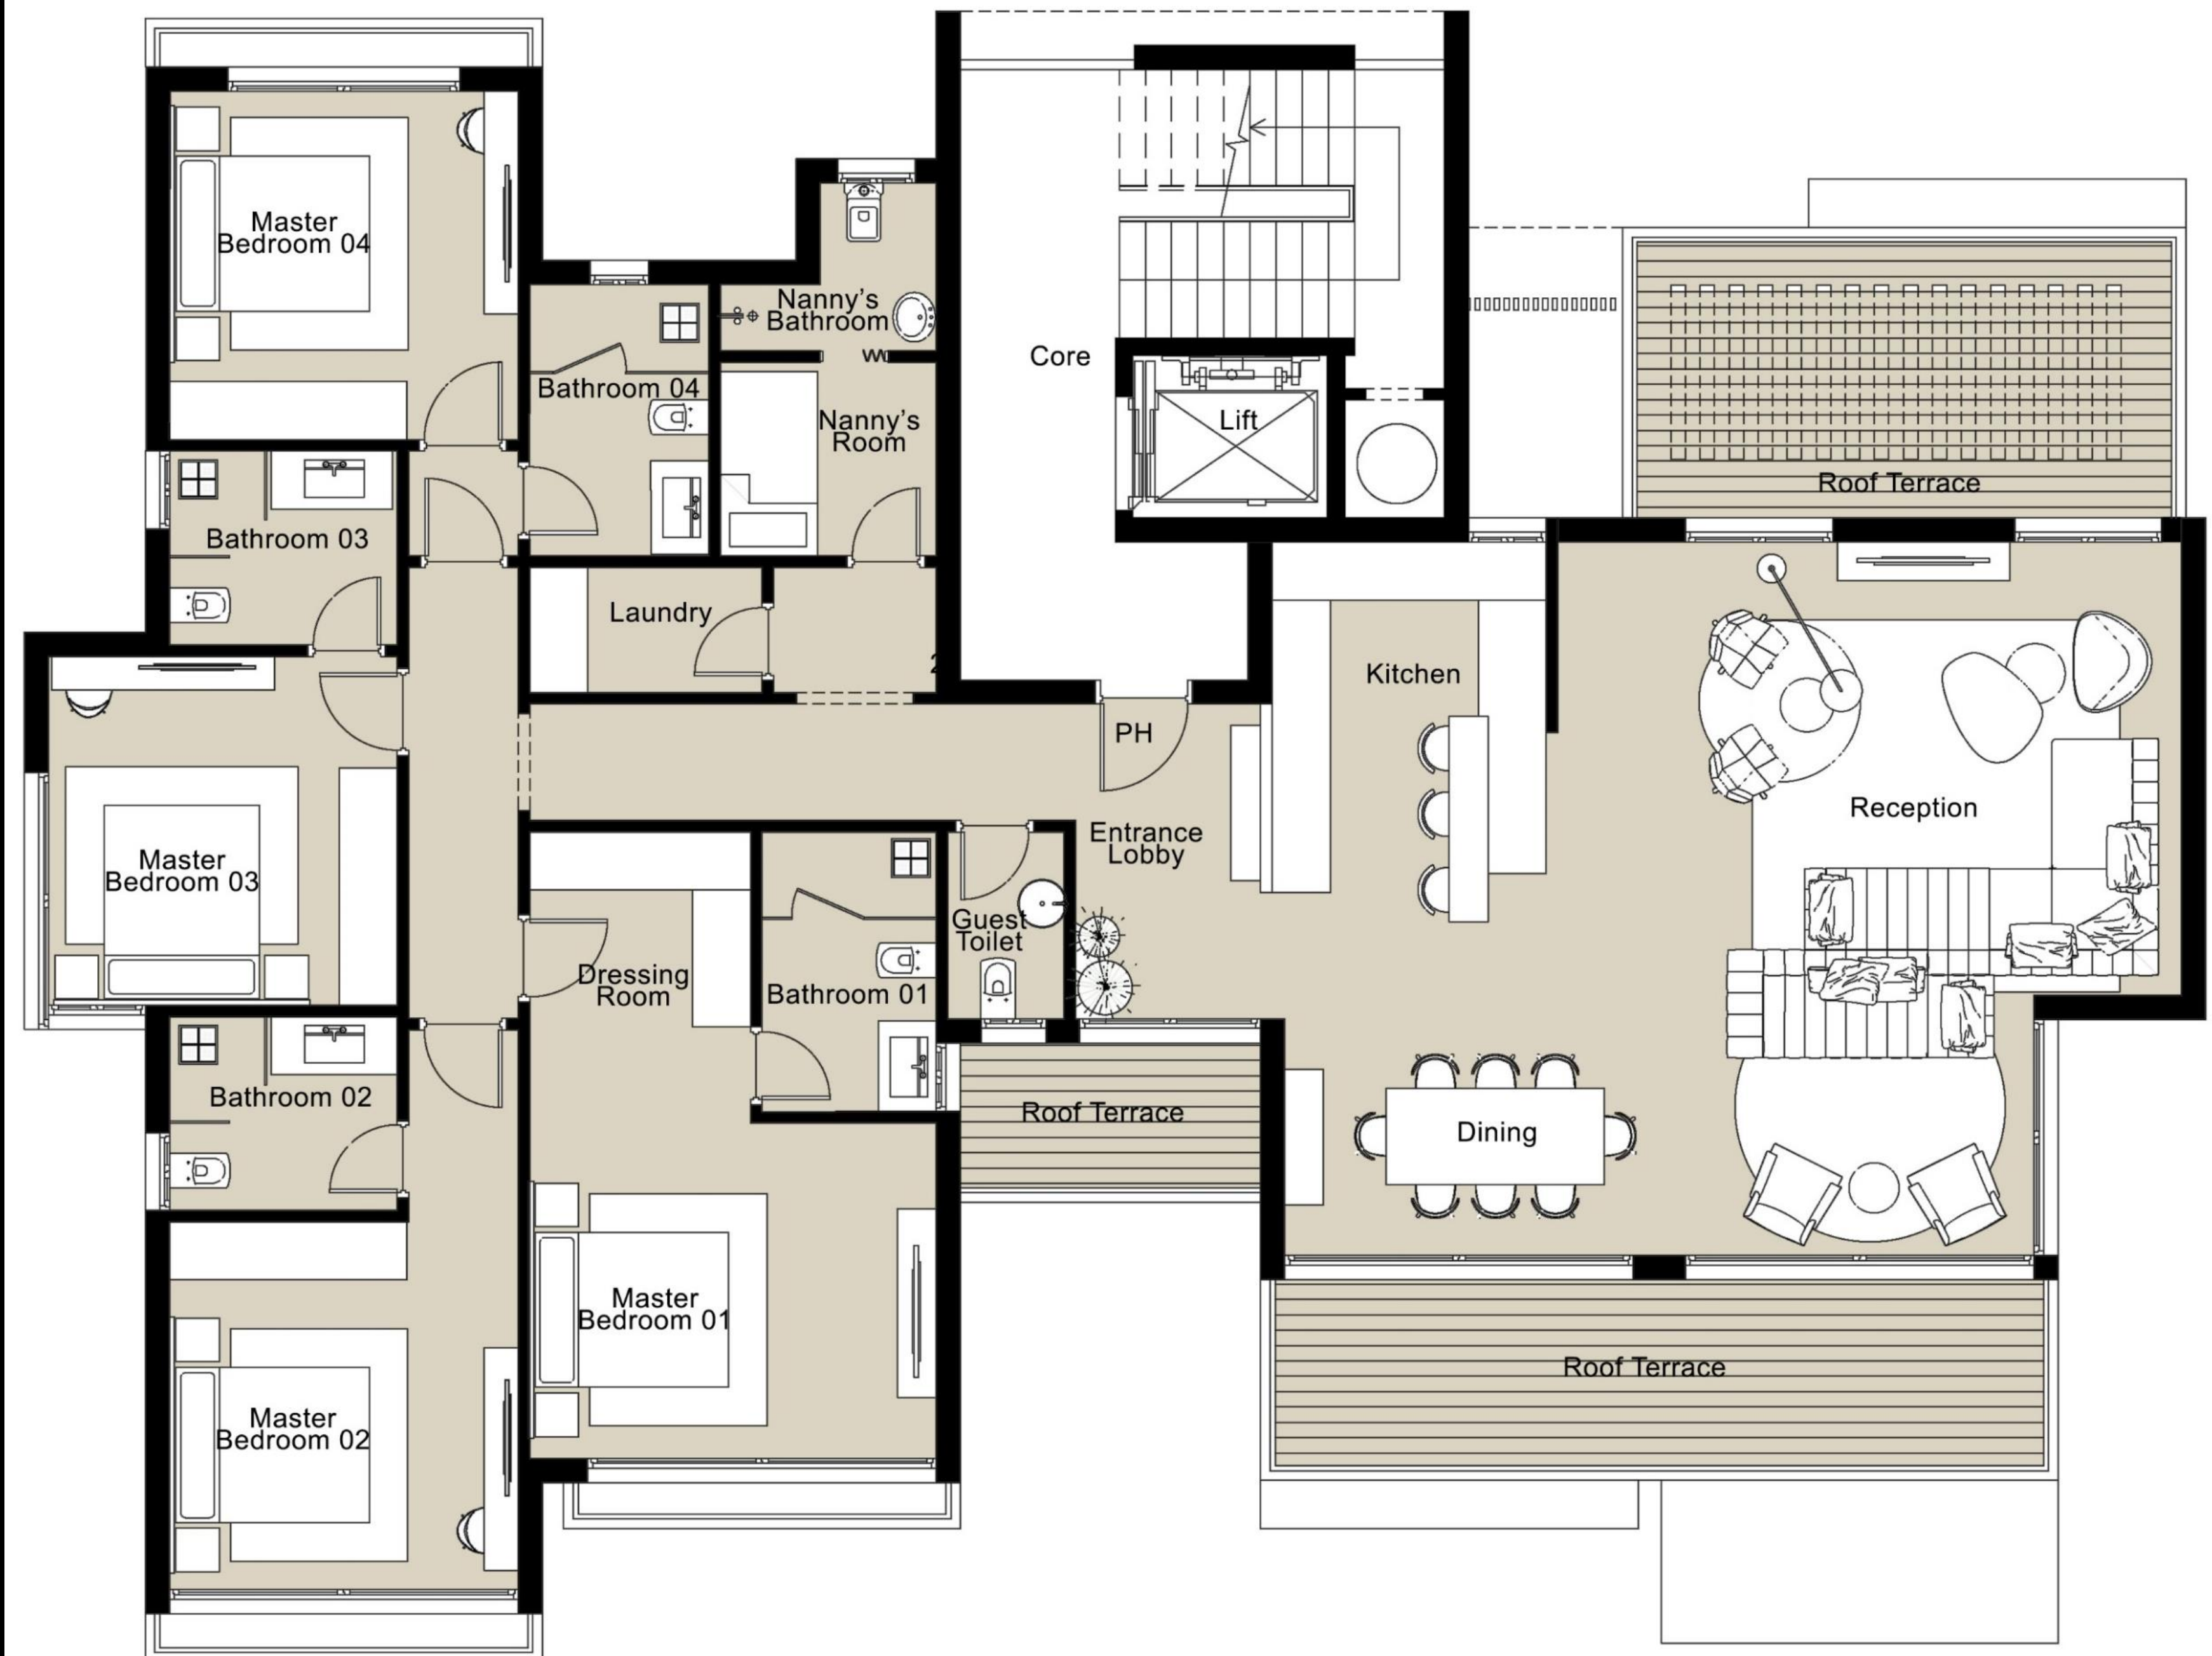 Master
Bedroom 04
Nanny's
Bathroom
Core
Bathroom 04
Nanny's
Room
Lift
Roof Terrace
Bathroom 03
Laundry
2
Kitchen
PH
Reception
Entrance
Lobby
Master
Bedroom 03
Guest
Toilet
Dressing
Room
Bathroom 01
Bathroom 02
Roof Terrace
Dining
Master
Bedroom 01
Roof Terrace
Master
Bedroom 02